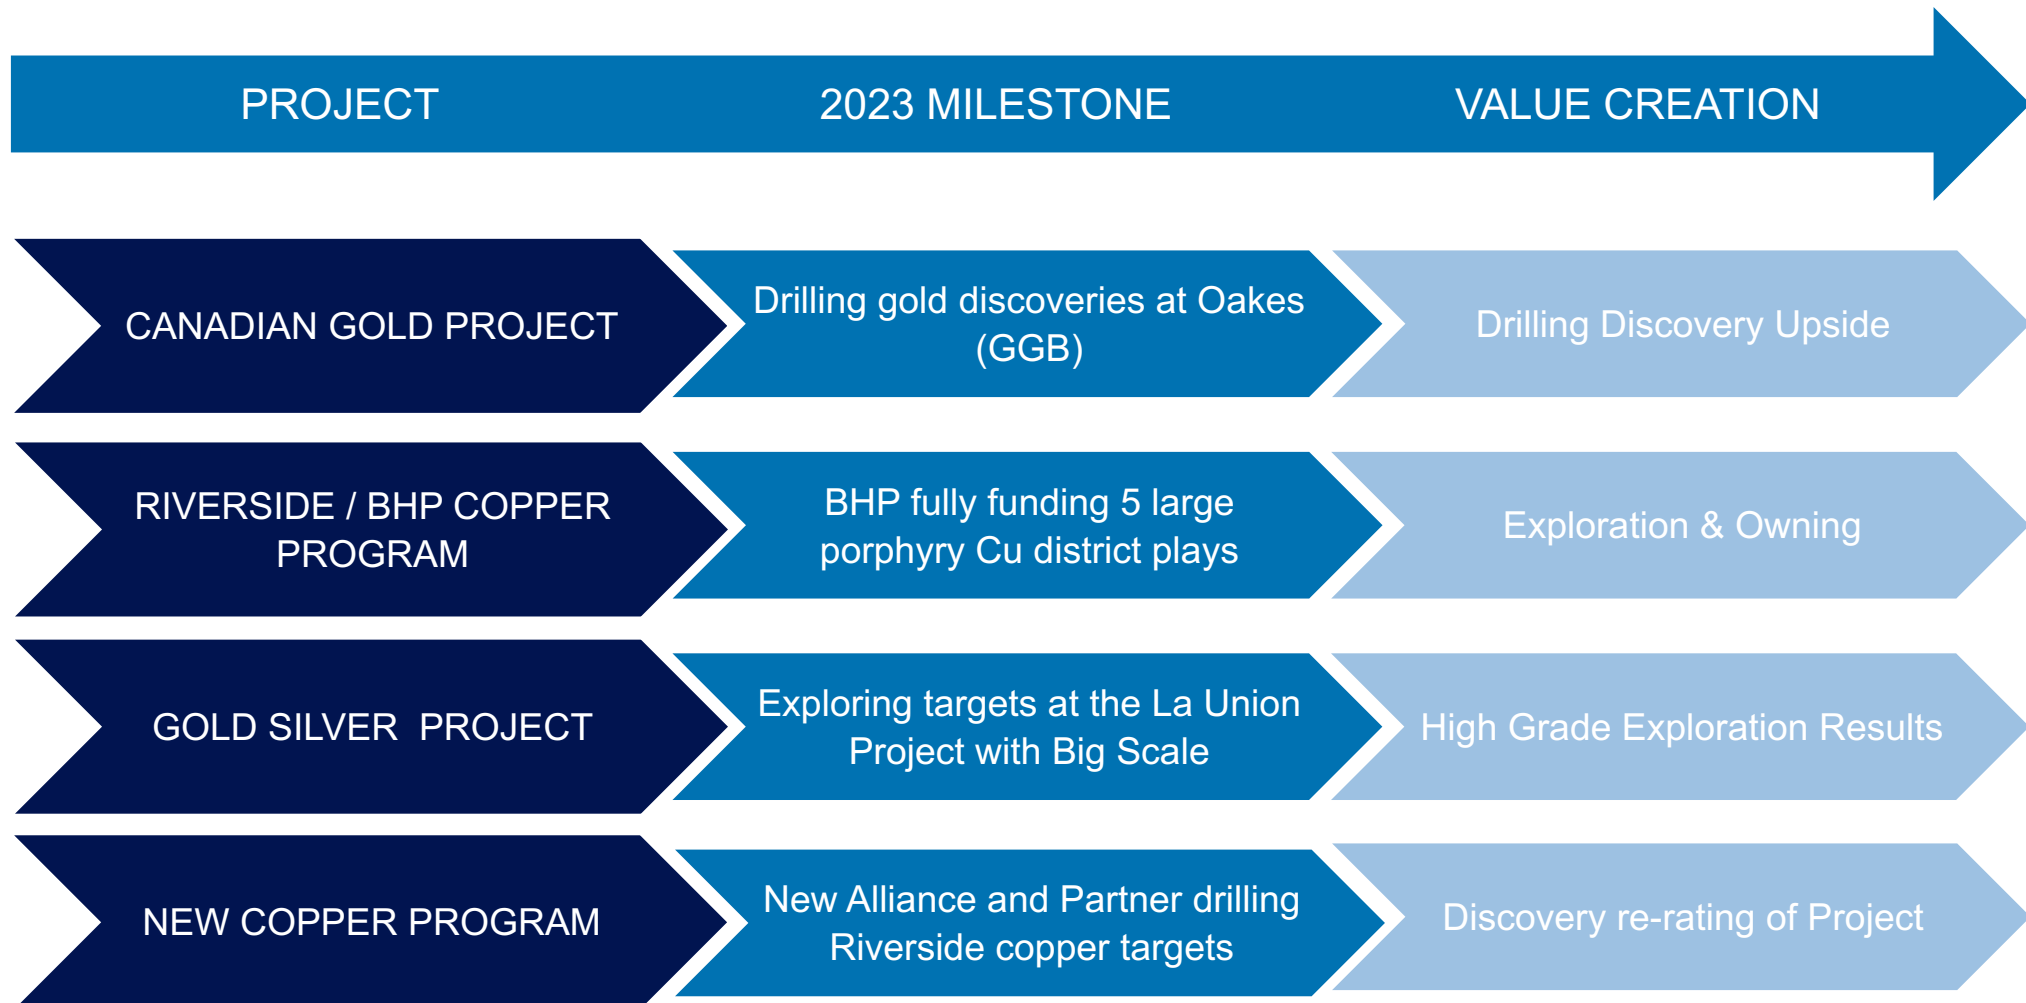 PROJECT
2023 MILESTONE
VALUE CREATION
CANADIAN GOLD PROJECT
Drilling gold discoveries at Oakes
(GGB)
Drilling Discovery Upside
RIVERSIDE / BHP COPPER
PROGRAM
BHP fully funding 5 large
porphyry Cu district plays
Exploration & Owning
GOLD SILVER  PROJECT
Exploring targets at the La Union
Project with Big Scale
High Grade Exploration Results
NEW COPPER PROGRAM
New Alliance and Partner drilling
Riverside copper targets
Discovery re-rating of Project